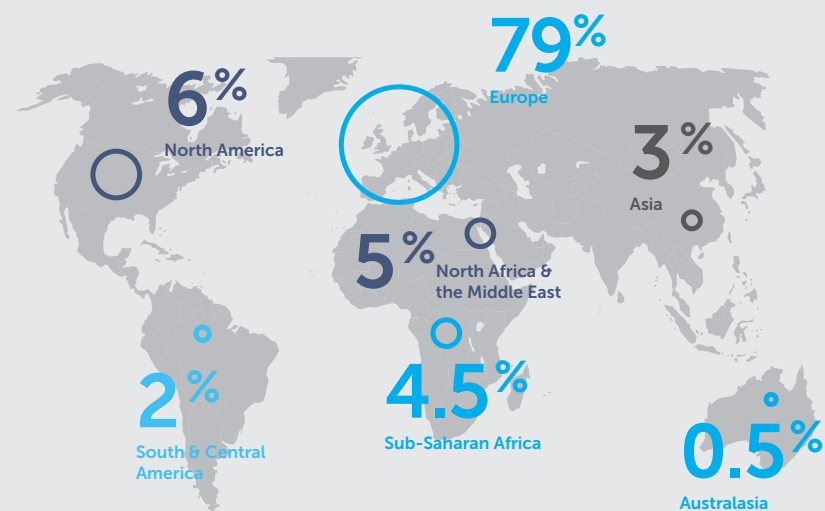 79%
Europe
6%
North America
3%
Asia
5%
North Africa &
the Middle East
2%
South & Central
America
4.5%
Sub-Saharan Africa
0.5%
Australasia